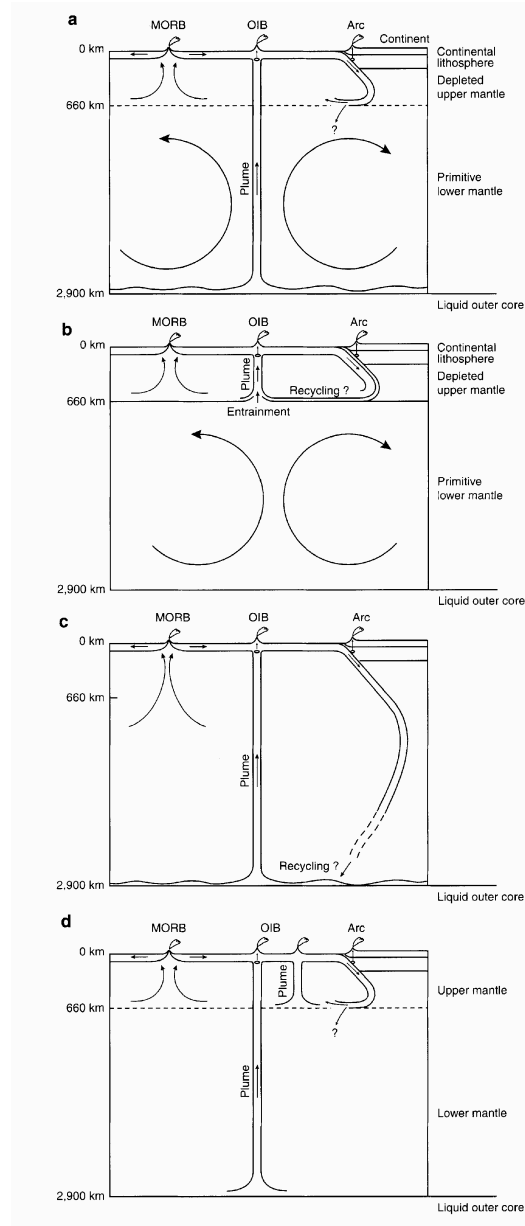 a
MORB OIB Arc
Continent
0 km
Continental
lithosphere
Depleted
upper mantle
660 km
?
Plume
Primitive
lower mantle
2,900 km
Liquid outer core
b
MORB OIB Arc
0 km
Continental
lithosphere
Plume
Depleted
upper mantle
Recycling ?
660 km
Entrainment
Primitive
lower mantle
2,900 km
Liquid outer core
c
MORB OIB Arc
0 km
660 km
Plume
Recycling ?
2,900 km
Liquid outer core
d
MORB OIB Arc
0 km
Plume
Upper mantle
660 km
?
Plume
Lower mantle
2,900 km
Liquid outer core